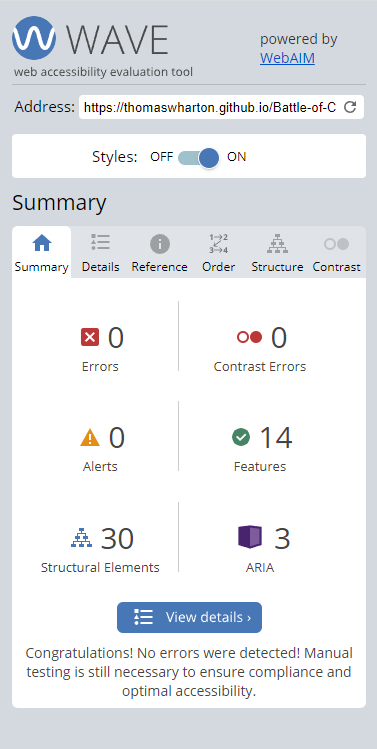 WAVE
web accessibility evaluation tool
powered by
WebAIM
Address: https://thomaswharton.github.io/Battle-of-C
Styles: OFF ON
Summary
Summary Details Reference Order Structure Contrast
0 0
Errors Contrast Errors
0 14
Alerts Features
30 3
Structural Elements ARIA
View details ›
Congratulations! No errors were detected! Manual
testing is still necessary to ensure compliance and
optimal accessibility.